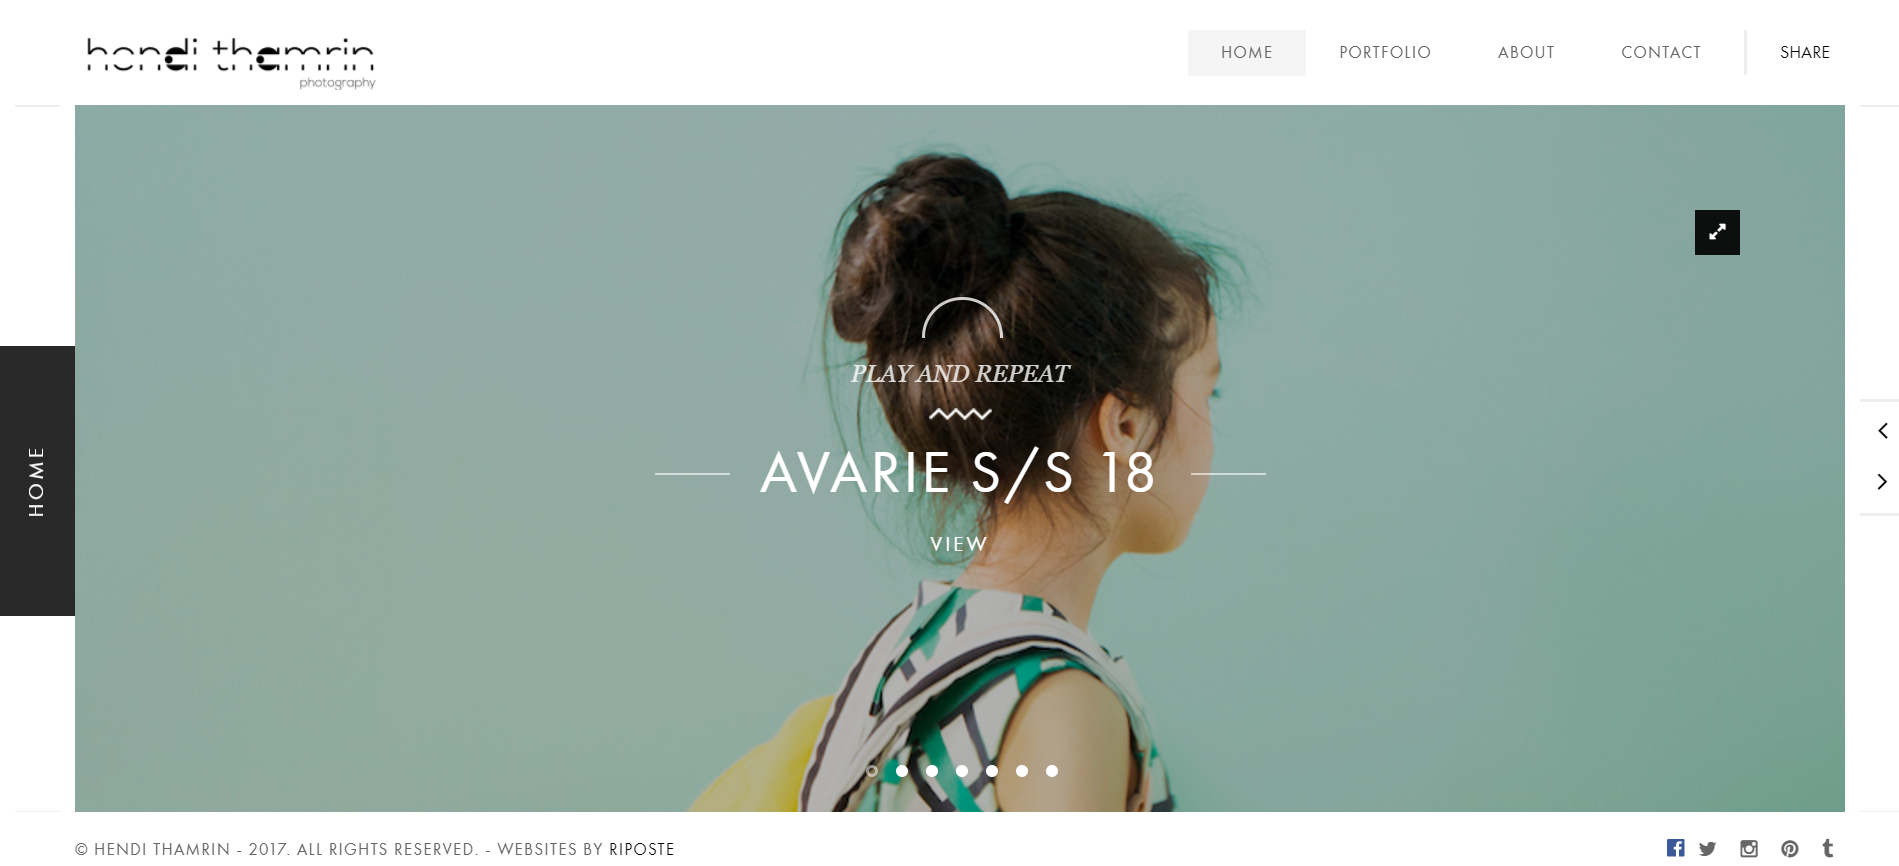 hendi thamrin
photography
HOME
PORTFOLIO
ABOUT
CONTACT
SHARE
HOME
PLAY AND REPEAT
AVARIE S/S 18
VIEW
© HENDI THAMRIN - 2017. ALL RIGHTS RESERVED. - WEBSITES BY RIPOSTE